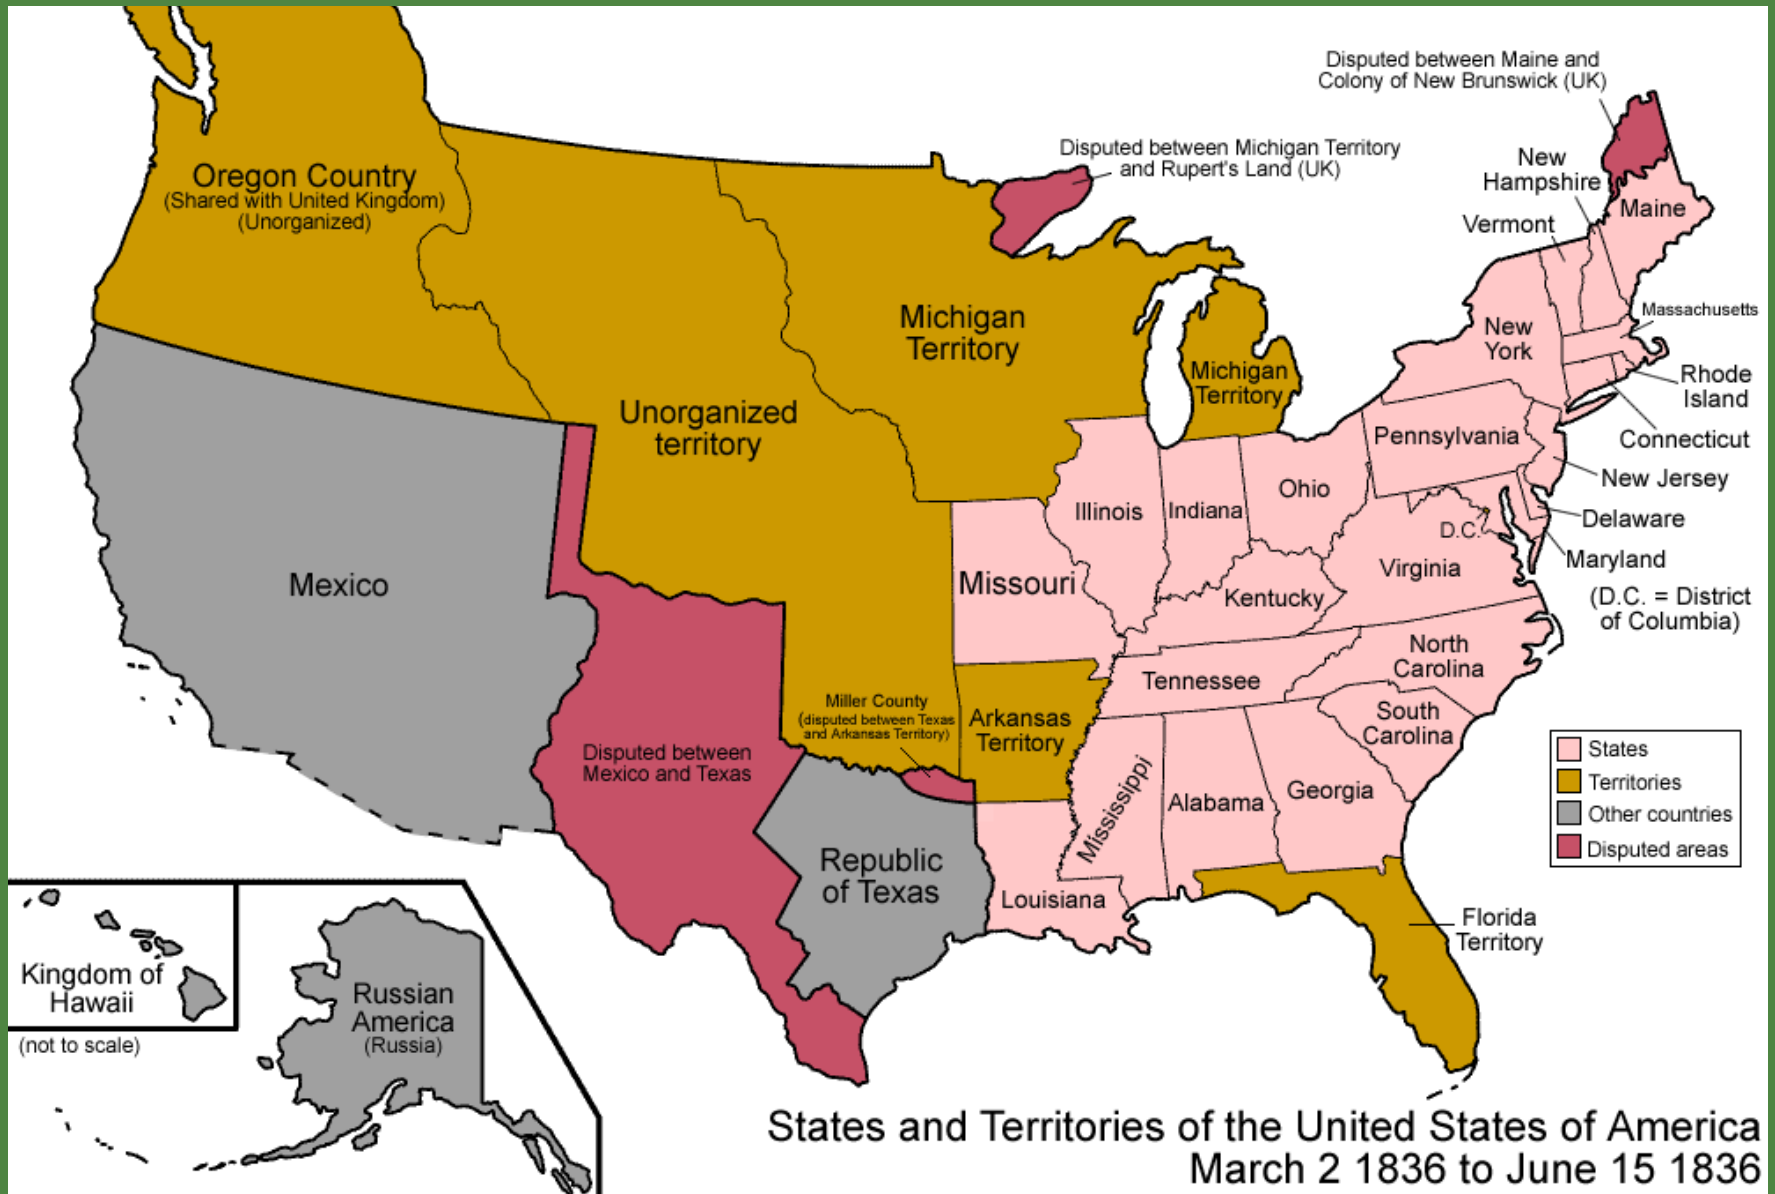 Disputed between Maine and
Colony of New Brunswick (UK)
Disputed between Michigan Territory
and Rupert's Land (UK)
New
Hampshire
Vermont
Maine
Massachusetts
Oregon Country
(Shared with United Kingdom)
(Unorganized)
Michigan
Territory
New
York
Michigan
Territory
Rhode
Island
Connecticut
Unorganized
territory
Pennsylvania
New Jersey
Illinois
Indiana
Ohio
Delaware
D.C.
Maryland
Mexico
Missouri
Virginia
Kentucky
(D.C. = District
of Columbia)
North
Carolina
Tennessee
South
Carolina
Miller County
(disputed between Texas
and Arkansas Territory)
Arkansas
Territory
Disputed between
Mexico and Texas
Mississippi
Alabama
Georgia
States
Territories
Other countries
Disputed areas
Republic
of Texas
Louisiana
Florida
Territory
Kingdom of
Hawaii
(not to scale)
Russian
America
(Russia)
States and Territories of the United States of America
March 2 1836 to June 15 1836